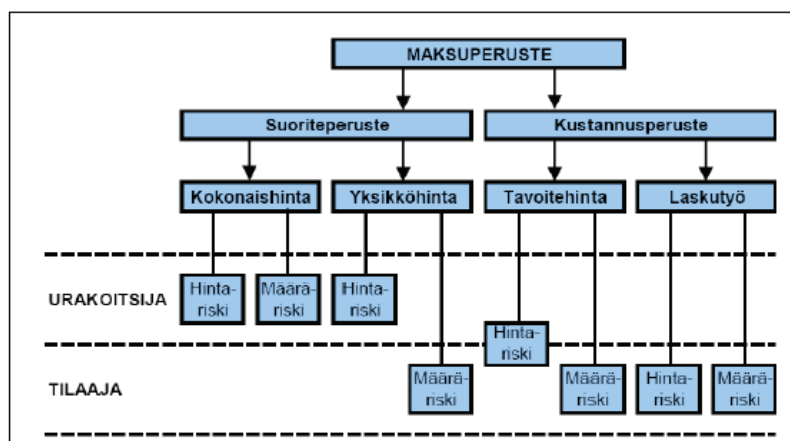 MAKSUPERUSTE
Suoriteperuste
Kustannusperuste
Kokonaishinta
Yksikköhinta
Tavoitehinta
Laskutyö
URAKOITSIJA
Hinta-
riski
Määrä-
riski
Hinta-
riski
Hinta-
riski
TILAAJA
Määrä-
riski
Määrä-
riski
Hinta-
riski
Määrä-
riski